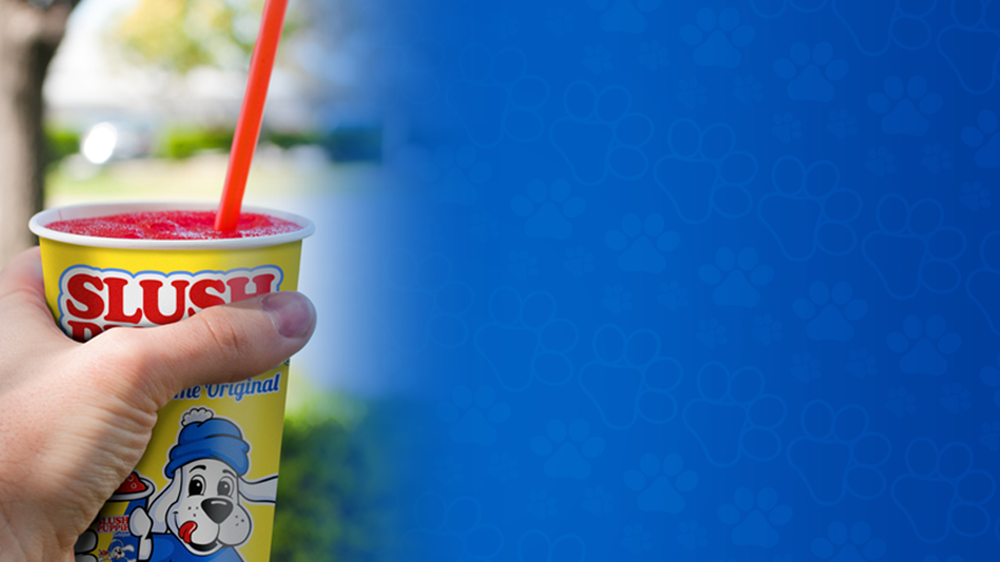 SLUSH
The Original
SLUSH
PUPPiE